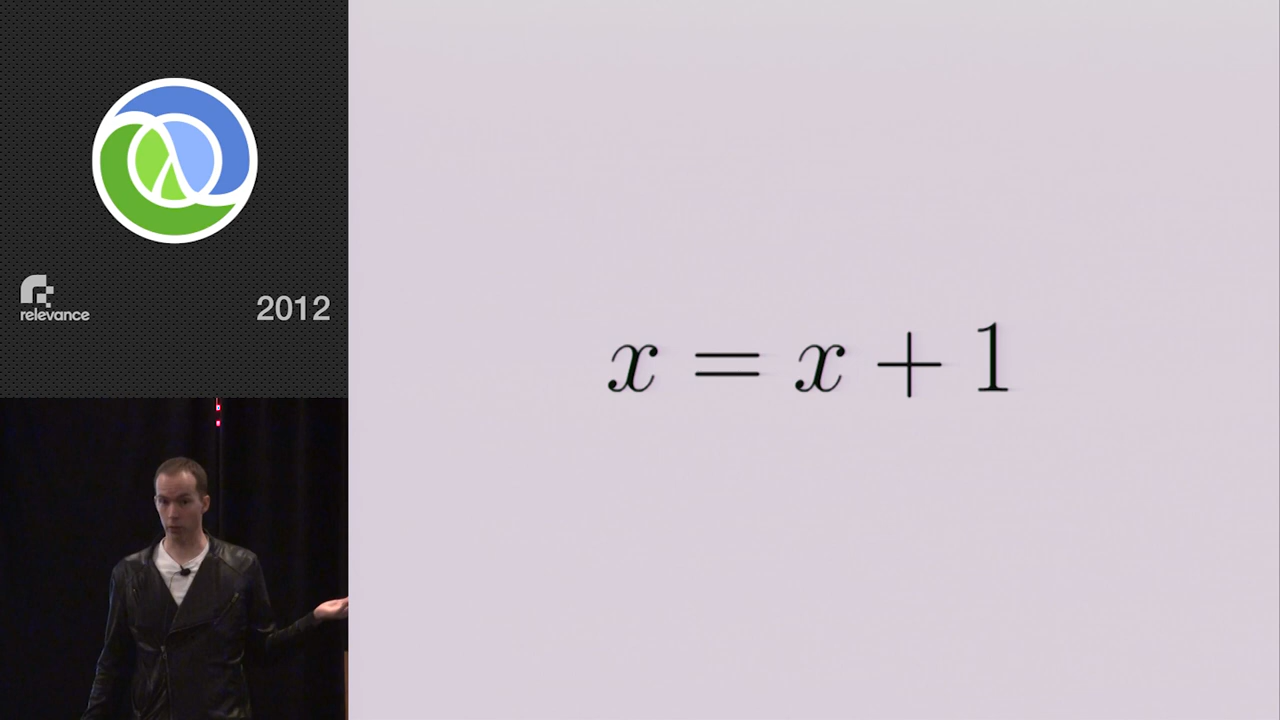 relevance
2012
x = x + 1